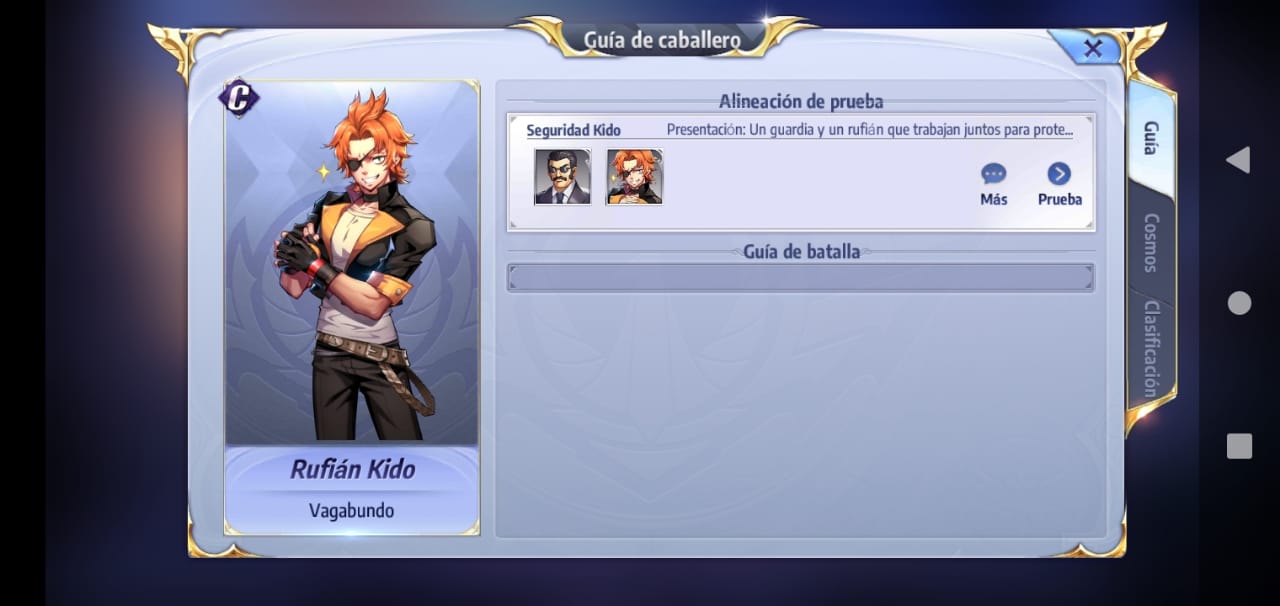 Guía de caballero
C
Alineación de prueba
Seguridad Kido
Presentación: Un guardia y un rufián que trabajan juntos para prote...
Más
Prueba
Guía de batalla
Rufián Kido
Vagabundo
Guía
Cosmos
Clasificación